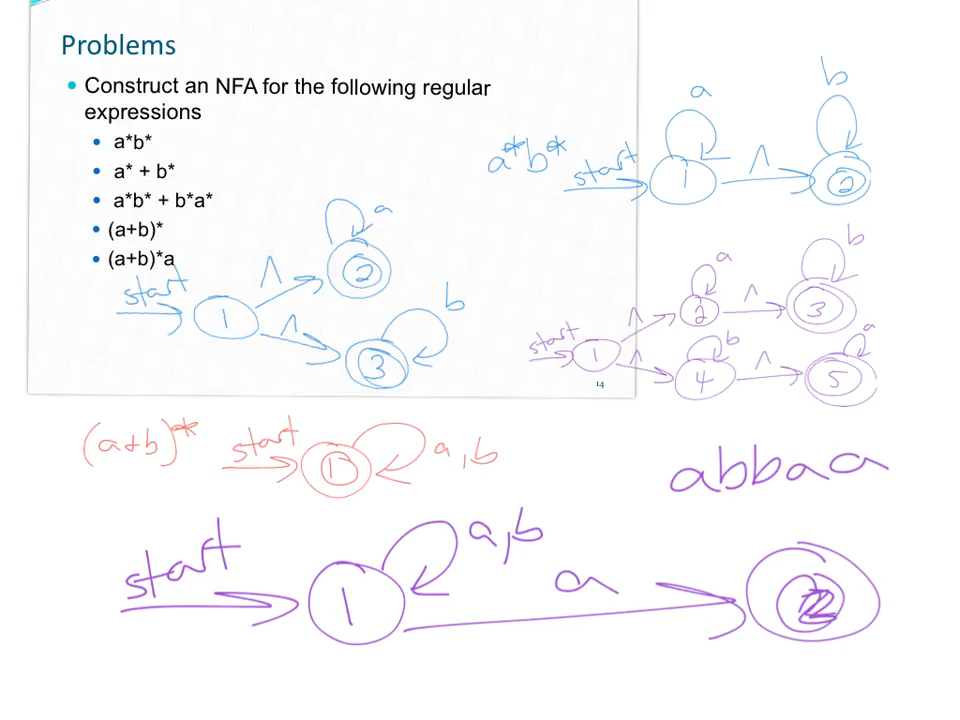 Problems
• Construct an NFA for the following regular
expressions
• a*b*
• a* + b*
• a*b* + b*a*
• (a+b)*
• (a+b)*a
14
a*b* start 1 a Λ 2 b
start 1 Λ 2 a
Λ 3 b
start 1 Λ 2 a Λ 3 b
Λ 4 b Λ 5 a
(a+b)* start 1 a,b
abbaa
start 1 a,b a 2